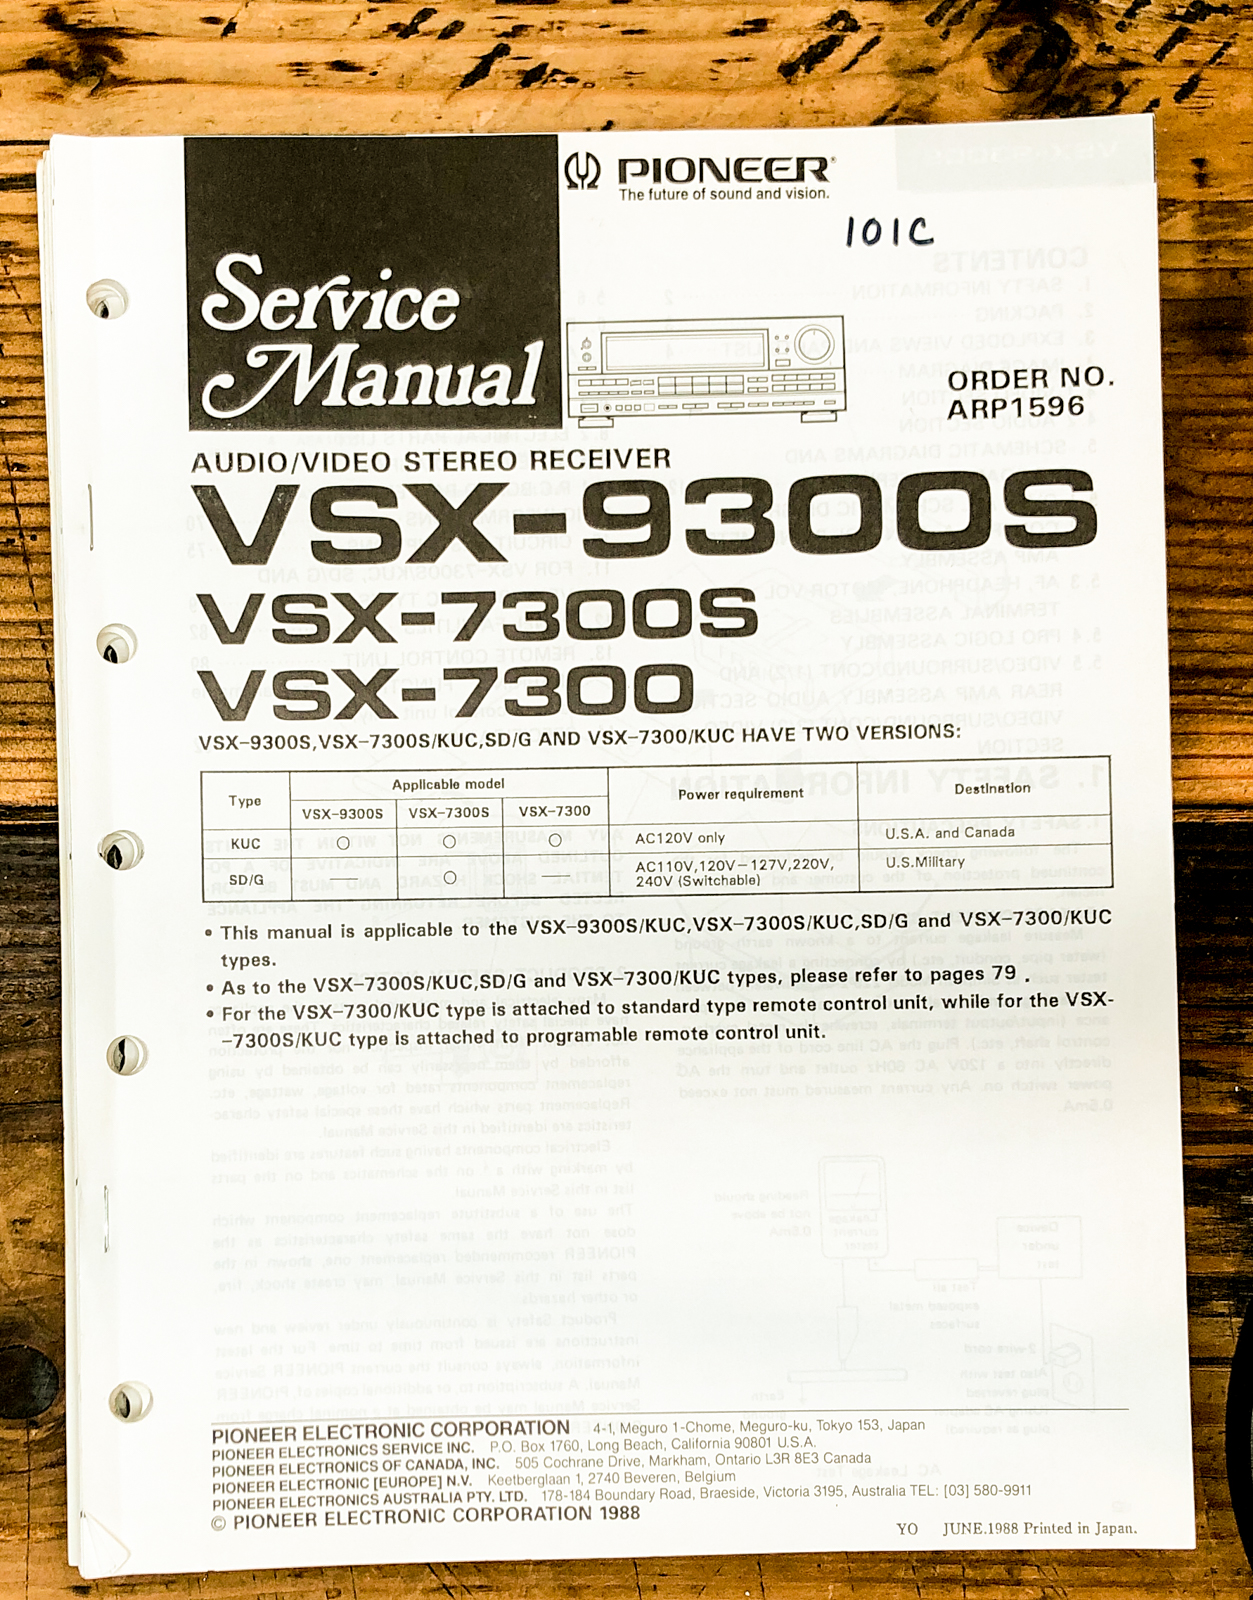 PIONEER®
The future of sound and vision.
101C
Service
Manual
ORDER NO.
ARP1596
AUDIO/VIDEO STEREO RECEIVER
VSX-9300S
VSX-7300S
VSX-7300
VSX-9300S,VSX-7300S/KUC,SD/G AND VSX-7300/KUC HAVE TWO VERSIONS:
Type Applicable model Power requirement Destination
VSX-9300S VSX-7300S VSX-7300
KUC ○ ○ ○ AC120V only U.S.A. and Canada
SD/G — ○ — AC110V,120V-127V,220V, U.S.Military
240V (Switchable)
• This manual is applicable to the VSX-9300S/KUC,VSX-7300S/KUC,SD/G and VSX-7300/KUC
types.
• As to the VSX-7300S/KUC,SD/G and VSX-7300/KUC types, please refer to pages 79 .
• For the VSX-7300/KUC type is attached to standard type remote control unit, while for the VSX-
-7300S/KUC type is attached to programable remote control unit.
PIONEER ELECTRONIC CORPORATION 4-1, Meguro 1-Chome, Meguro-ku, Tokyo 153, Japan
PIONEER ELECTRONICS SERVICE INC. P.O. Box 1760, Long Beach, California 90801 U.S.A.
PIONEER ELECTRONICS OF CANADA, INC. 505 Cochrane Drive, Markham, Ontario L3R 8E3 Canada
PIONEER ELECTRONIC [EUROPE] N.V. Keetberglaan 1, 2740 Beveren, Belgium
PIONEER ELECTRONICS AUSTRALIA PTY. LTD. 178-184 Boundary Road, Braeside, Victoria 3195, Australia TEL: [03] 580-9911
© PIONEER ELECTRONIC CORPORATION 1988
YO JUNE.1988 Printed in Japan.